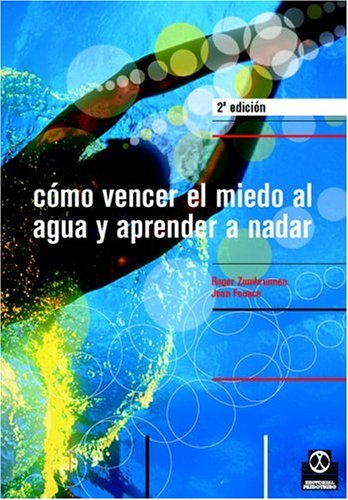 2ª edición
cómo vencer el miedo al
agua y aprender a nadar
Roger Zumbrunnen
Jean Fouace
EDITORIAL
PAIDOTRIBO